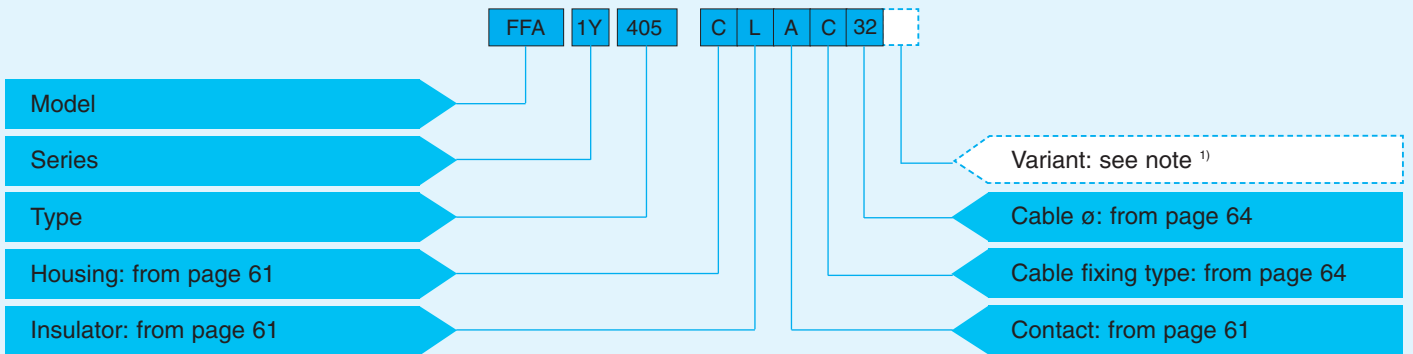 FFA 1Y 405 C L A C 32
Model
Series
Variant: see note 1)
Type
Cable ø: from page 64
Housing: from page 61
Cable fixing type: from page 64
Insulator: from page 61
Contact: from page 61